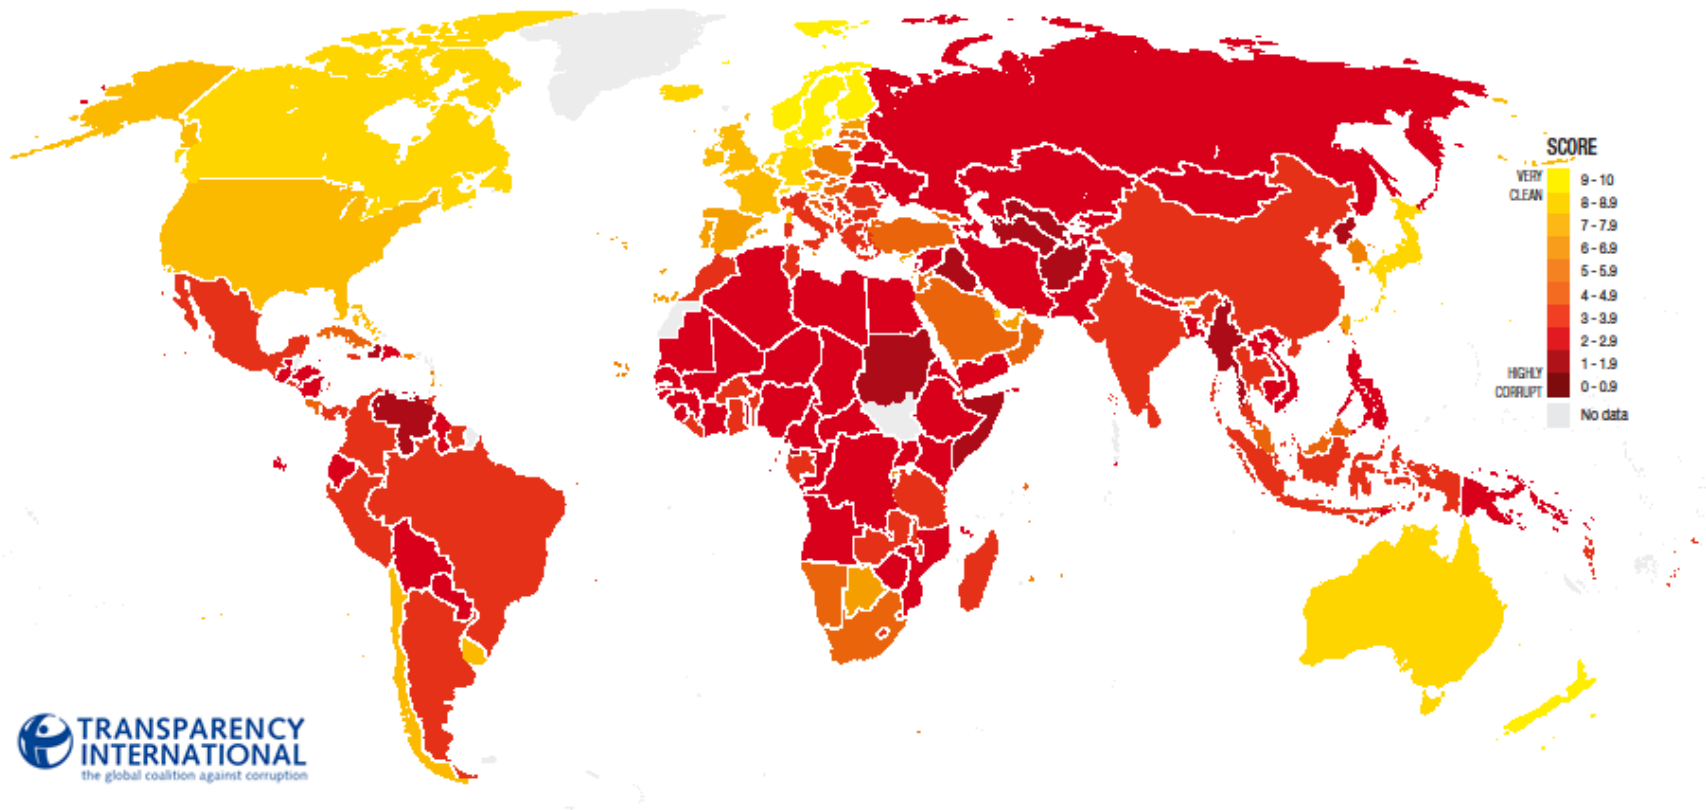 SCORE
VERY
CLEAN
9 - 10
8 - 8.9
7 - 7.9
6 - 6.9
5 - 5.9
4 - 4.9
3 - 3.9
2 - 2.9
1 - 1.9
0 - 0.9
HIGHLY
CORRUPT
No data
TRANSPARENCY
INTERNATIONAL
the global coalition against corruption